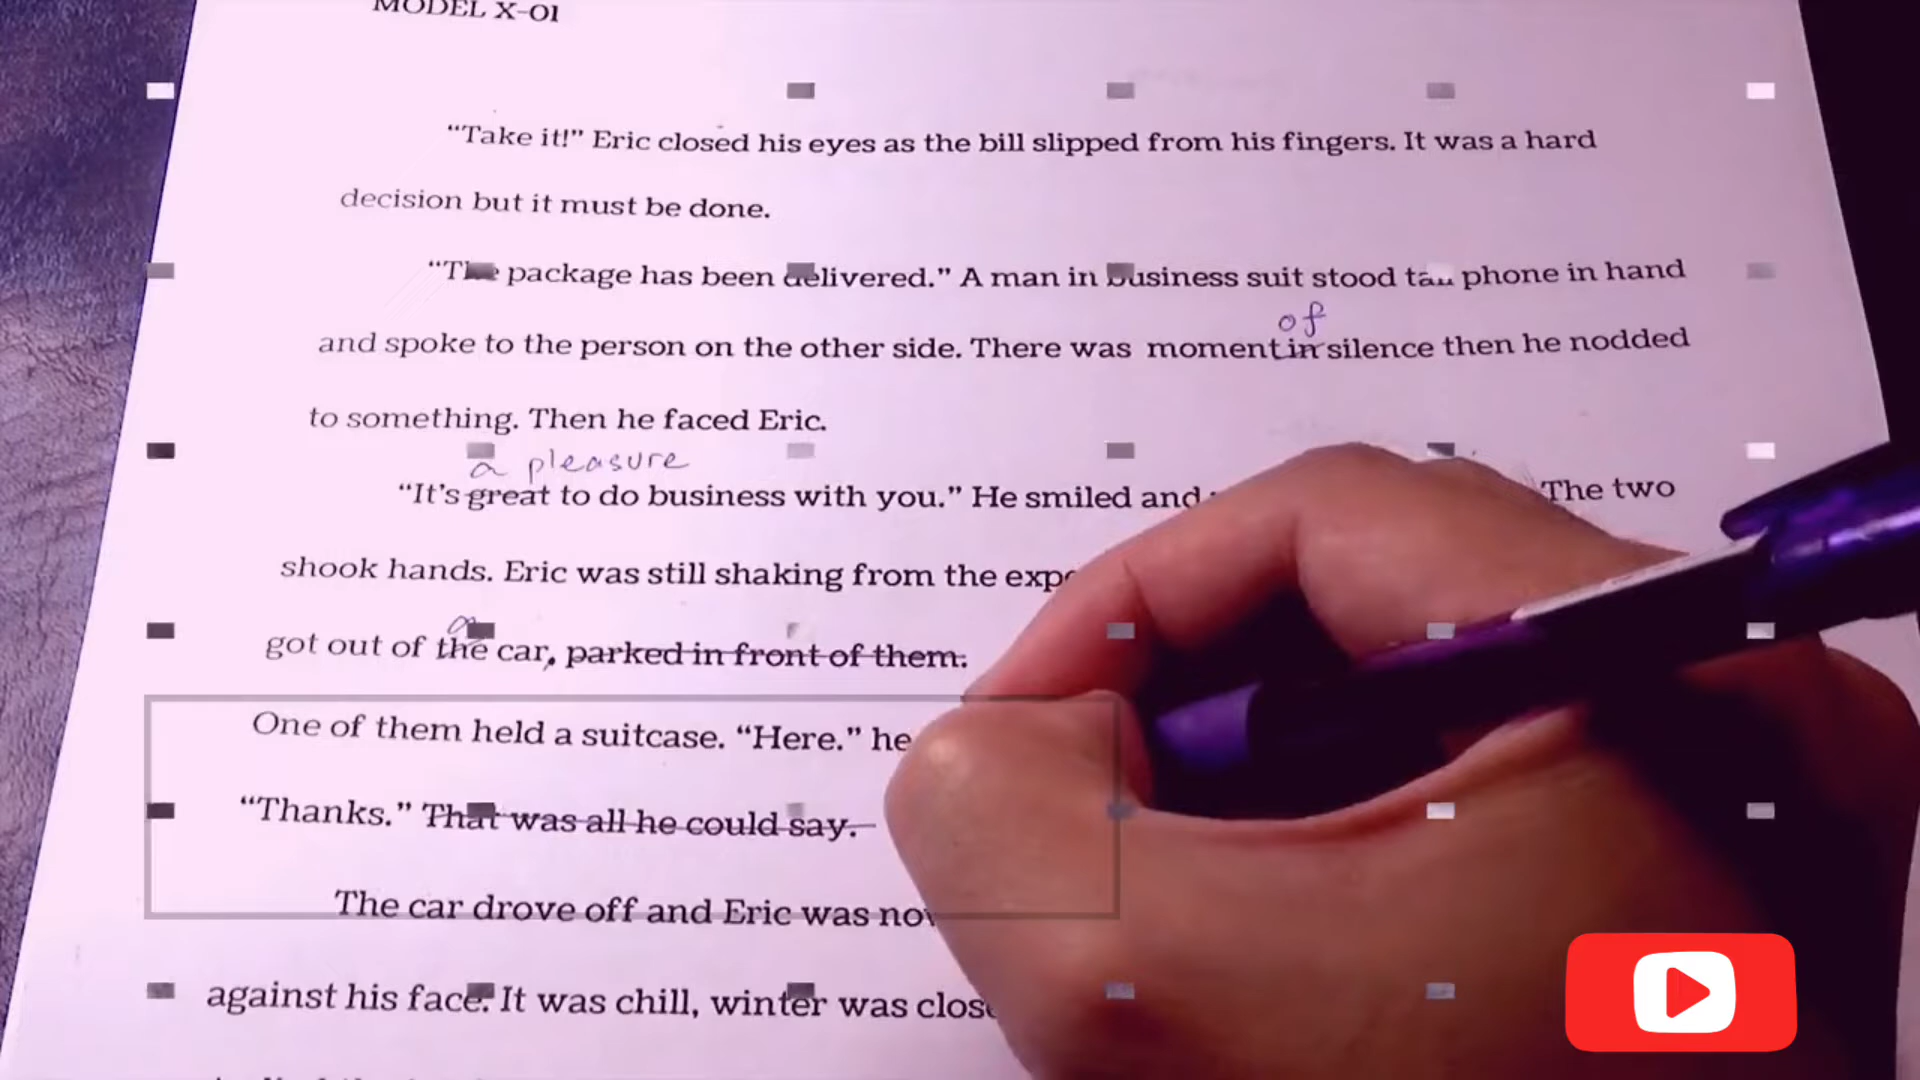 MODEL X-01
“Take it!” Eric closed his eyes as the bill slipped from his fingers. It was a hard
decision but it must be done.
“The package has been delivered.” A man in business suit stood tall phone in hand
of
and spoke to the person on the other side. There was moment in silence then he nodded
to something. Then he faced Eric.
a pleasure
“It’s great to do business with you.” He smiled and The two
shook hands. Eric was still shaking from the
a
got out of the car, parked in front of them.
One of them held a suitcase. “Here.” he
“Thanks.” That was all he could say.
The car drove off and Eric was
against his face. It was chill, winter was